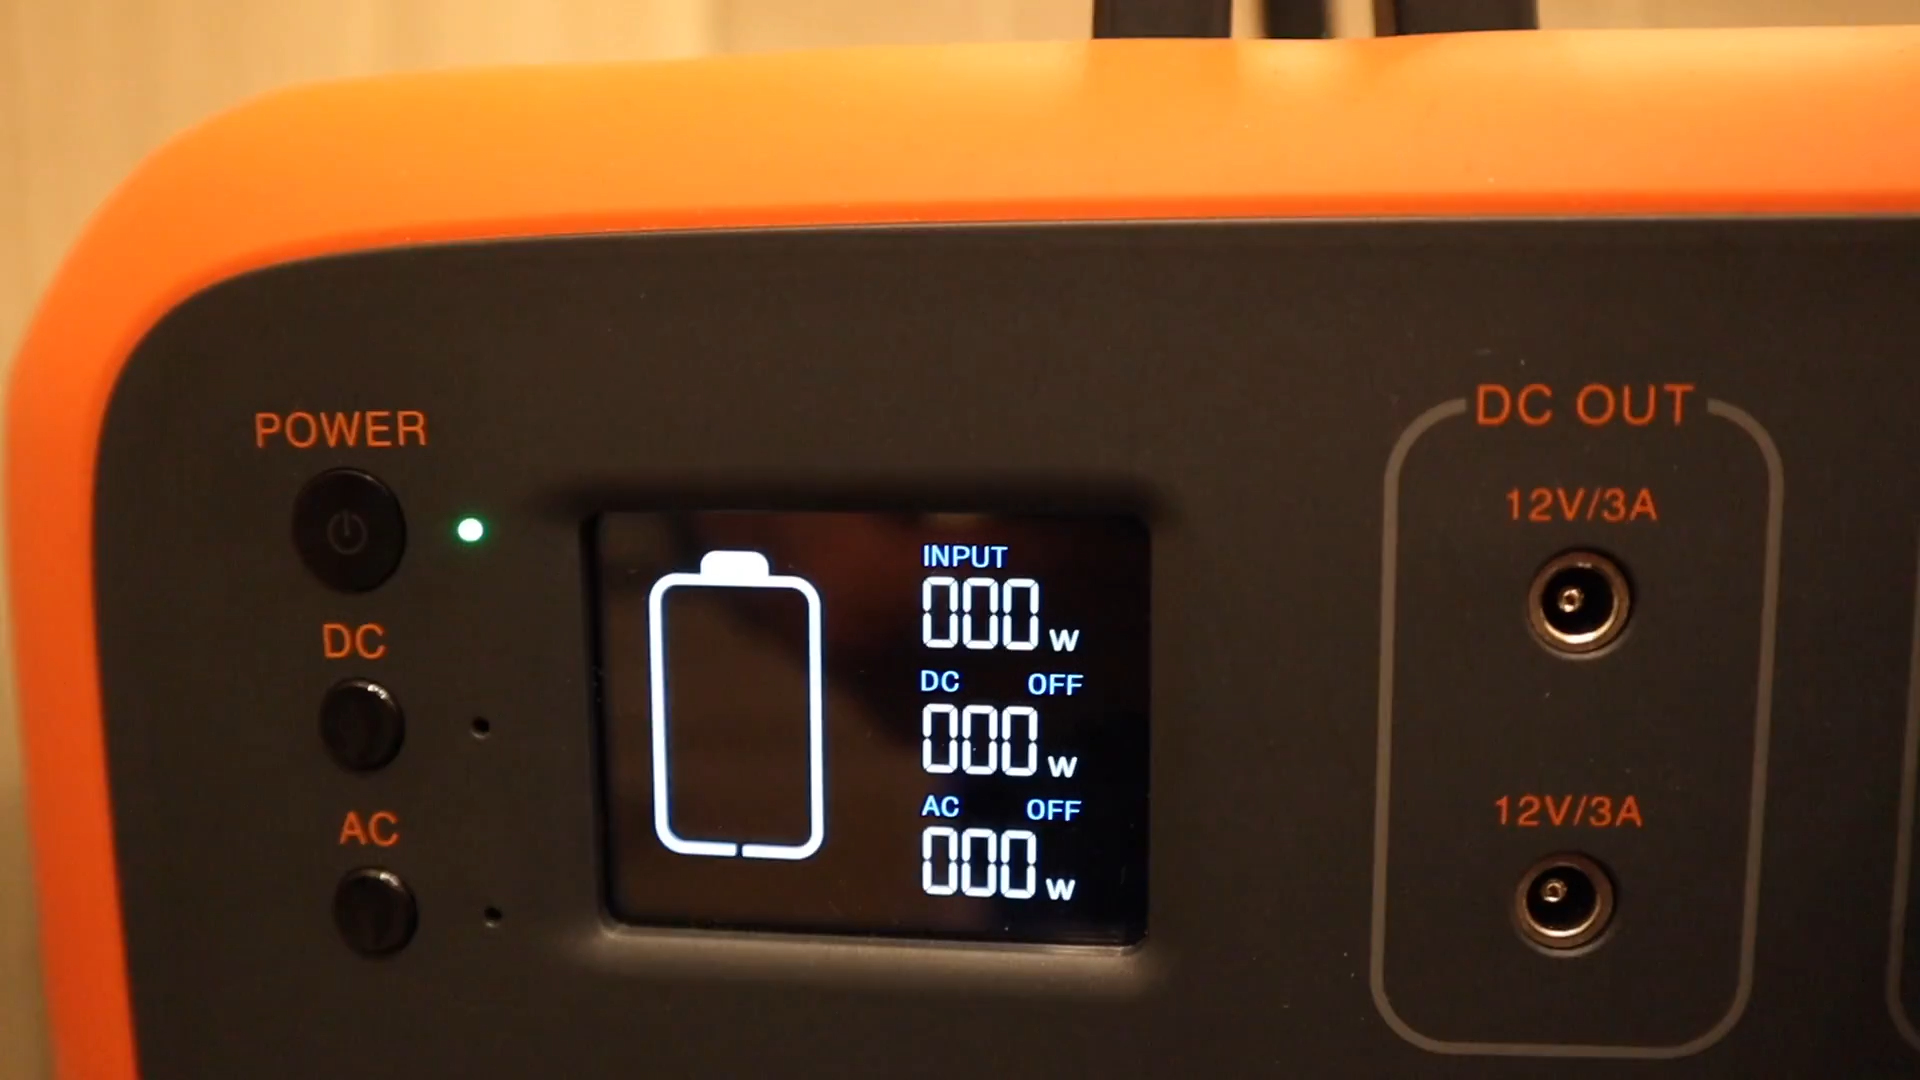 POWER
DC
AC
INPUT
000 W
DC OFF
000 W
AC OFF
000 W
DC OUT
12V/3A
12V/3A